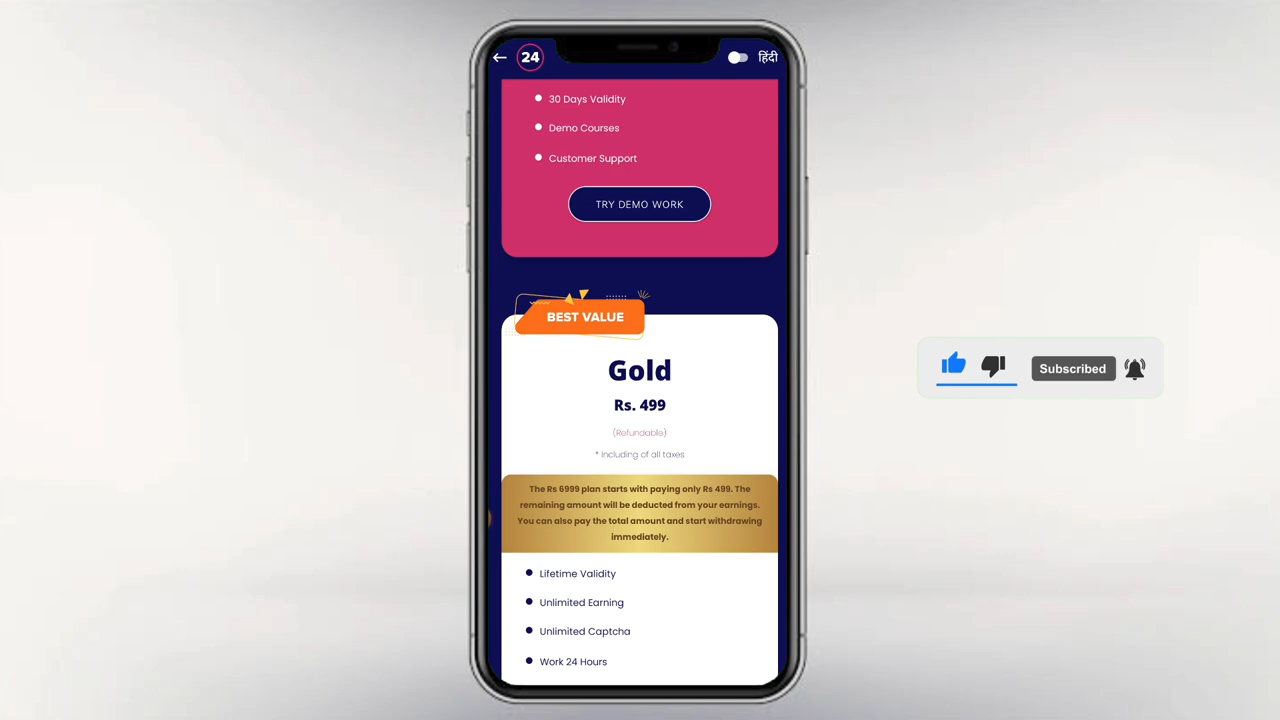 24
हिंदी
30 Days Validity
Demo Courses
Customer Support
TRY DEMO WORK
BEST VALUE
Gold
Rs. 499
(Refundable)
* Including of all taxes
The Rs 6999 plan starts with paying only Rs 499. The
remaining amount will be deducted from your earnings.
You can also pay the total amount and start withdrawing
immediately.
Lifetime Validity
Unlimited Earning
Unlimited Captcha
Work 24 Hours
Subscribed